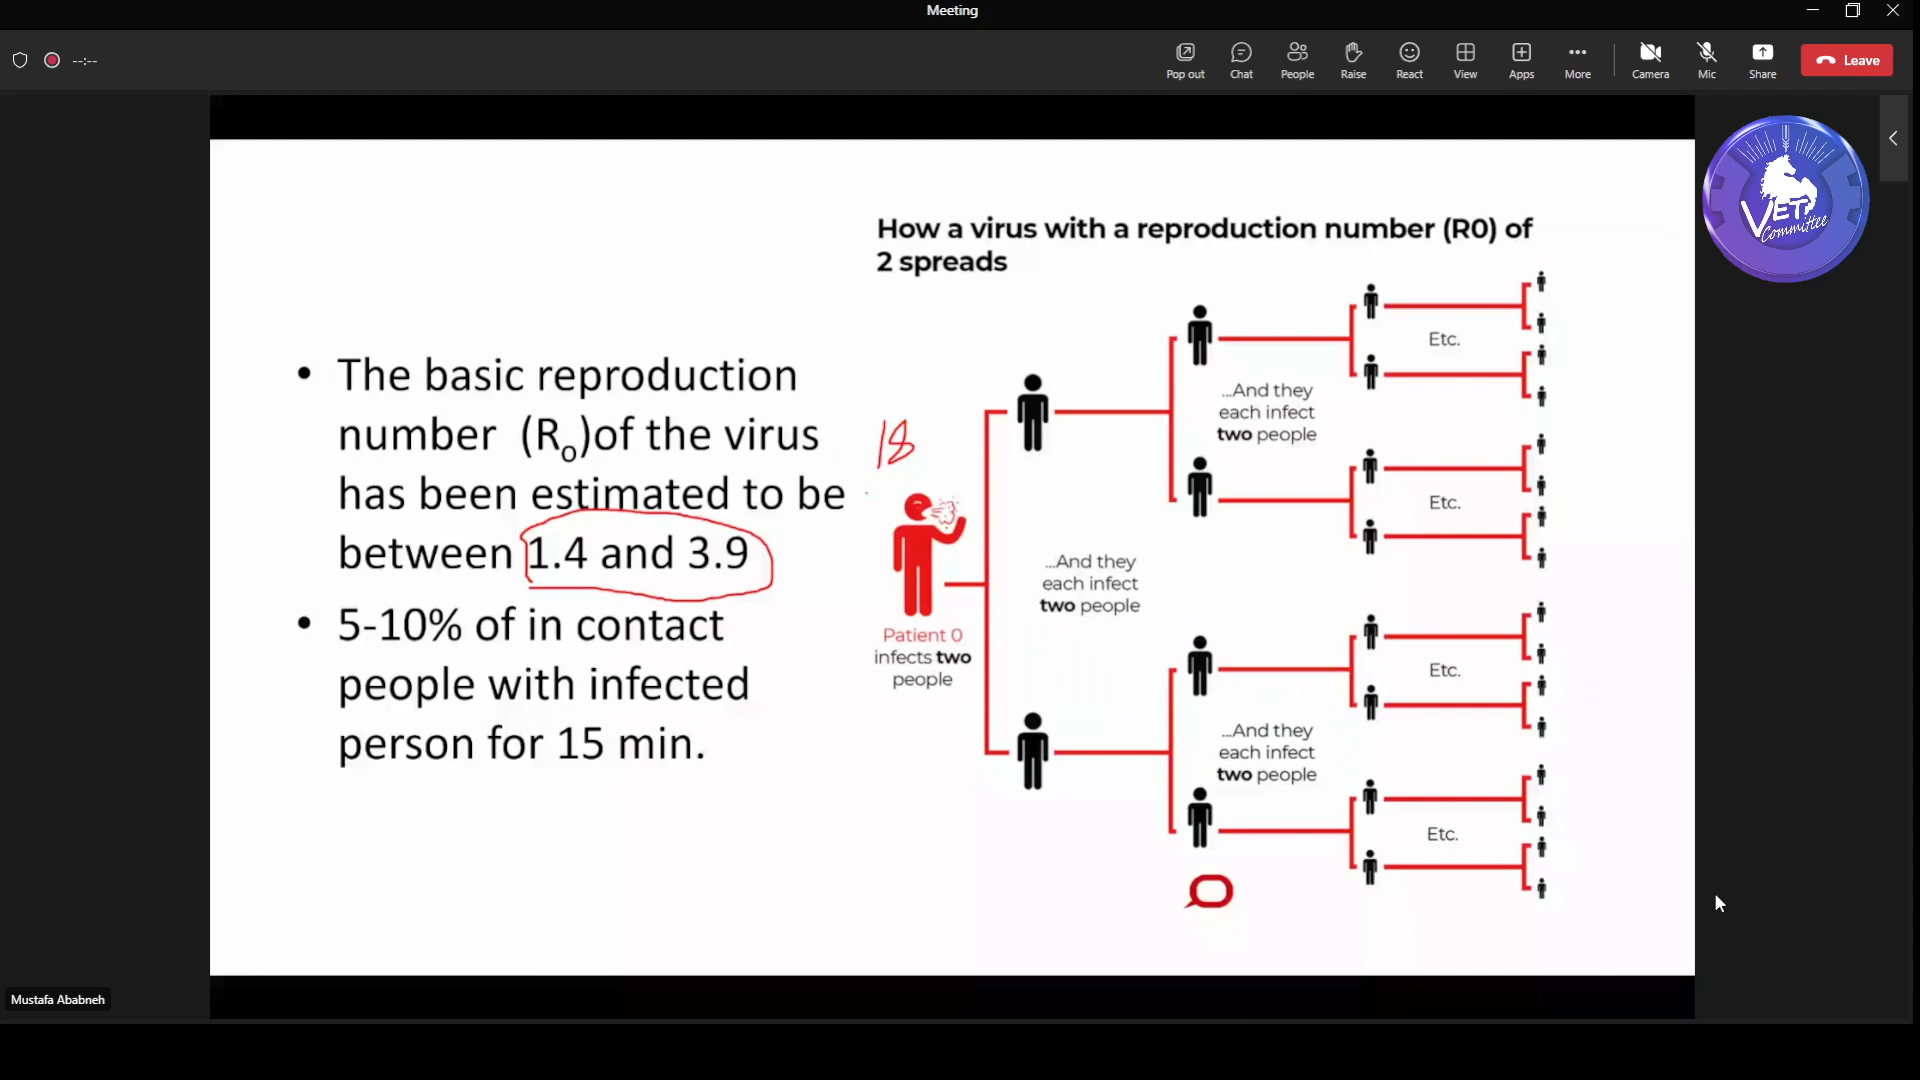 Meeting
--:--
Pop out
Chat
People
Raise
React
View
Apps
More
Camera
Mic
Share
Leave
VET
Committee
How a virus with a reproduction number (R0) of
2 spreads
• The basic reproduction
number (Ro)of the virus
has been estimated to be
between 1.4 and 3.9
• 5-10% of in contact
people with infected
person for 15 min.
18
Patient 0
infects two
people
...And they
each infect
two people
...And they
each infect
two people
...And they
each infect
two people
Etc.
Etc.
Etc.
Etc.
Mustafa Ababneh